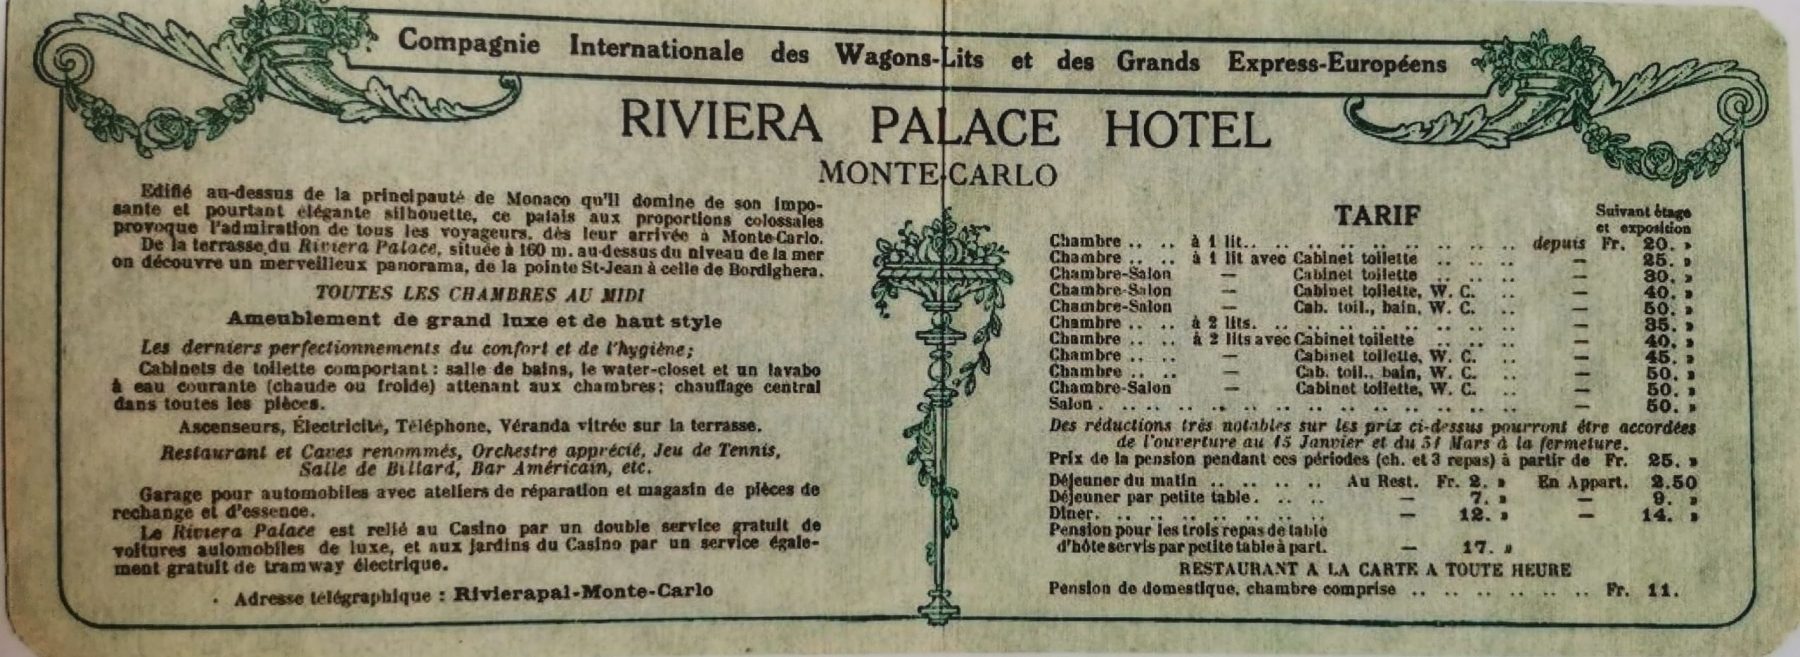 Compagnie Internationale des Wagons-Lits et des Grands Express-Européens
RIVIERA PALACE HOTEL
MONTE-CARLO
Edifié au-dessus de la principauté de Monaco qu'il domine de son impo-
sante et pourtant élégante silhouette, ce palais aux proportions colossales
provoque l'admiration de tous les voyageurs, dès leur arrivée à Monte-Carlo.
De la terrasse du Riviera Palace, située à 160 m. au-dessus du niveau de la mer
on découvre un merveilleux panorama, de la pointe St-Jean à celle de Bordighera.
TOUTES LES CHAMBRES AU MIDI
Ameublement de grand luxe et de haut style
Les derniers perfectionnements du confort et de l'hygiène;
Cabinets de toilette comportant : salle de bains, le water-closet et un lavabo
à eau courante (chaude ou froide) attenant aux chambres; chauffage central
dans toutes les pièces.
Ascenseurs, Électricité, Téléphone, Véranda vitrée sur la terrasse.
Restaurant et Caves renommés, Orchestre apprécié, Jeu de Tennis,
Salle de Billard, Bar Américain, etc.
Garage pour automobiles avec ateliers de réparation et magasin de pièces de
rechange et d'essence.
Le Riviera Palace est relié au Casino par un double service gratuit de
voitures automobiles de luxe, et aux jardins du Casino par un service égale-
ment gratuit de tramway électrique.
Adresse télégraphique : Rivierapal-Monte-Carlo
TARIF
Suivant étage
et exposition
Chambre .. .. à 1 lit.. .. .. .. .. .. .. .. .. depuis Fr. 20. »
Chambre .. .. à 1 lit avec Cabinet toilette .. .. .. — 25. »
Chambre-Salon — Cabinet toilette .. .. .. — 30. »
Chambre-Salon — Cabinet toilette, W. C. .. — 40. »
Chambre-Salon — Cab. toil., bain, W. C. .. — 50. »
Chambre .. .. à 2 lits. .. .. .. .. .. .. .. .. — 35. »
Chambre .. .. à 2 lits avec Cabinet toilette .. .. .. — 40. »
Chambre .. .. — Cabinet toilette, W. C. .. — 45. »
Chambre .. .. — Cab. toil., bain, W. C. .. — 50. »
Chambre-Salon — Cabinet toilette, W. C. .. — 50. »
Salon. .. .. .. .. .. .. .. .. .. .. .. .. .. — 50. »
Des réductions très notables sur les prix ci-dessus pourront être accordées
de l'ouverture au 15 Janvier et du 31 Mars à la fermeture.
Prix de la pension pendant ces périodes (ch. et 3 repas) à partir de Fr. 25. »
Déjeuner du matin .. .. .. .. Au Rest. Fr. 2. » En Appart. 2.50
Déjeuner par petite table. .. .. — 7. » — 9. »
Diner. .. .. .. .. .. .. .. — 12. » — 14. »
Pension pour les trois repas de table
d'hôte servis par petite table à part. — 17. »
RESTAURANT A LA CARTE A TOUTE HEURE
Pension de domestique, chambre comprise .. .. .. .. .. .. Fr. 11.